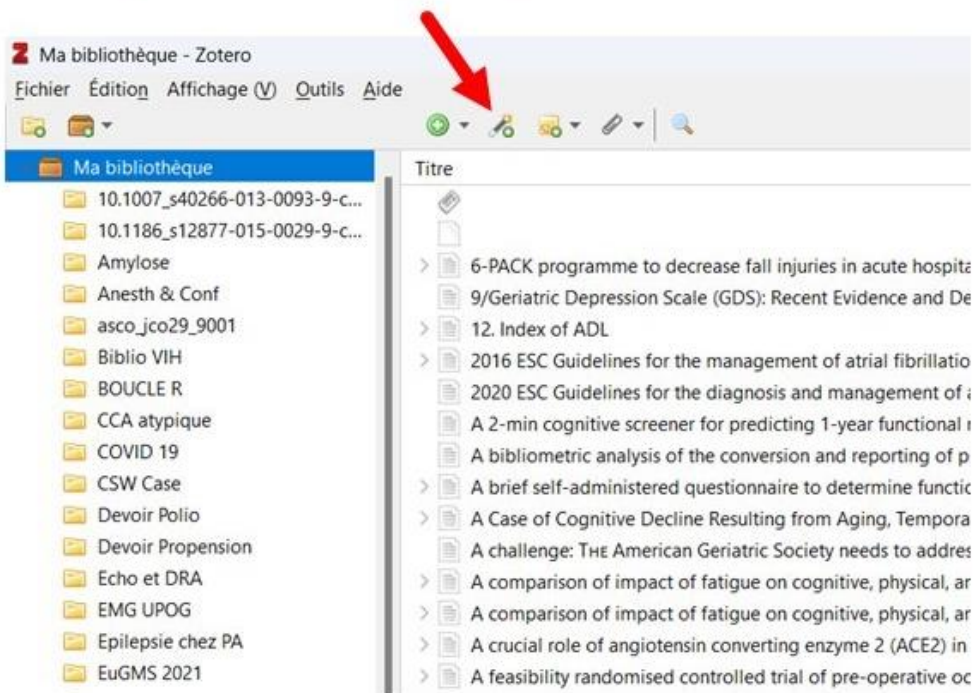 Ma bibliothèque - Zotero
Fichier Édition Affichage (V) Outils Aide
Ma bibliothèque
10.1007_s40266-013-0093-9-c...
10.1186_s12877-015-0029-9-c...
Amylose
Anesth & Conf
asco_jco29_9001
Biblio VIH
BOUCLE R
CCA atypique
COVID 19
CSW Case
Devoir Polio
Devoir Propension
Echo et DRA
EMG UPOG
Epilepsie chez PA
EuGMS 2021
Titre
6-PACK programme to decrease fall injuries in acute hospita
9/Geriatric Depression Scale (GDS): Recent Evidence and De
12. Index of ADL
2016 ESC Guidelines for the management of atrial fibrillatio
2020 ESC Guidelines for the diagnosis and management of a
A 2-min cognitive screener for predicting 1-year functional r
A bibliometric analysis of the conversion and reporting of p
A brief self-administered questionnaire to determine functio
A Case of Cognitive Decline Resulting from Aging, Tempora
A challenge: THE American Geriatric Society needs to addres
A comparison of impact of fatigue on cognitive, physical, ar
A comparison of impact of fatigue on cognitive, physical, ar
A crucial role of angiotensin converting enzyme 2 (ACE2) in
A feasibility randomised controlled trial of pre-operative oc